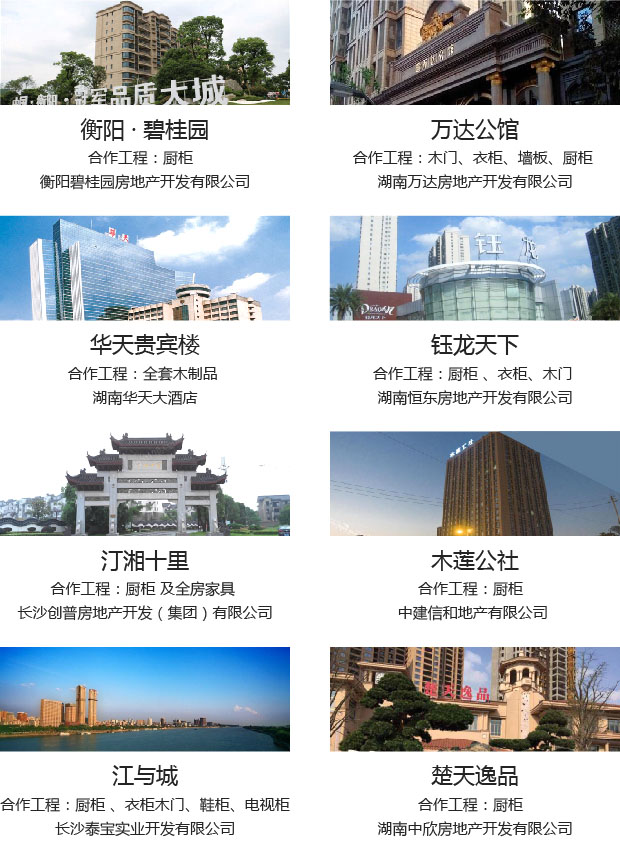 品质大城
衡阳 · 碧桂园
合作工程：厨柜
衡阳碧桂园房地产开发有限公司
万达公馆
合作工程：木门、衣柜、墙板、厨柜
湖南万达房地产开发有限公司
华天
华天贵宾楼
合作工程：全套木制品
湖南华天大酒店
钰龙
DRAGON
钰龙天下
合作工程：厨柜 、衣柜、木门
湖南恒东房地产开发有限公司
汀湘十里
合作工程：厨柜 及全房家具
长沙创普房地产开发（集团）有限公司
木莲公社
合作工程：厨柜
中建信和地产有限公司
江与城
合作工程：厨柜 、衣柜木门、鞋柜、电视柜
长沙泰宝实业开发有限公司
楚天逸品
楚天逸品
合作工程：厨柜
湖南中欣房地产开发有限公司